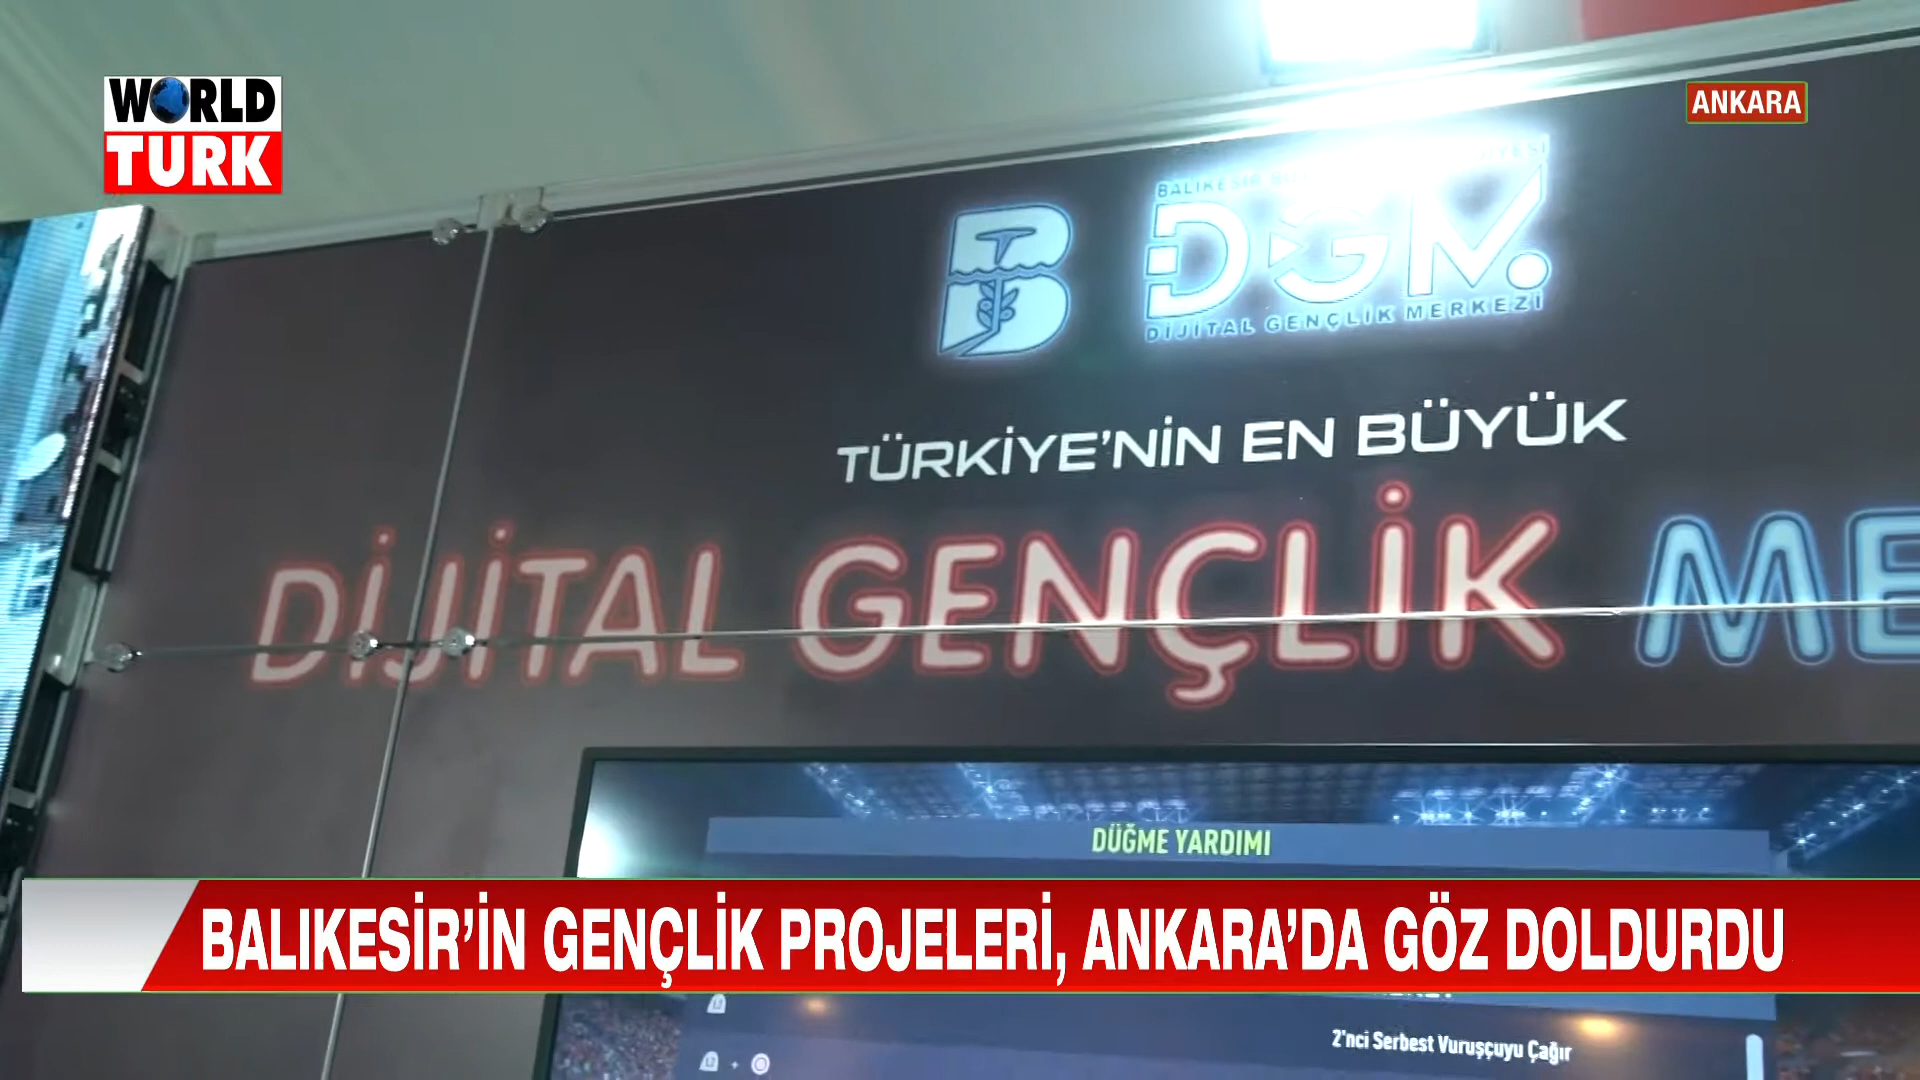 WORLD
TURK
ANKARA
BALIKESİR
DGM
DİJİTAL GENÇLİK MERKEZİ
TÜRKİYE'NİN EN BÜYÜK
DİJİTAL GENÇLİK
DÜĞME YARDIMI
BALIKESİR'İN GENÇLİK PROJELERİ, ANKARA'DA GÖZ DOLDURDU
2'nci Serbest Vuruşçuyu Çağır